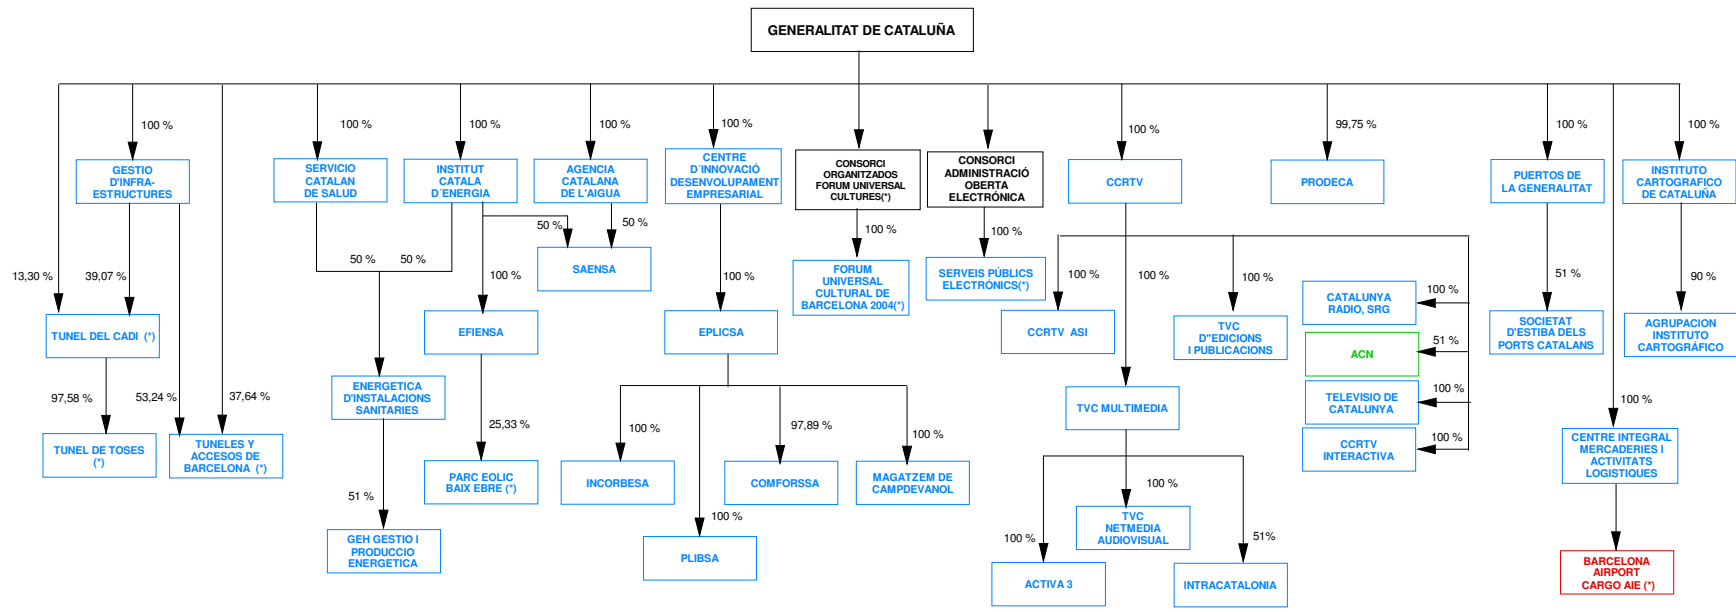 GENERALITAT DE CATALUÑA
100 %
100 %
100 %
100 %
100 %
100 %
99,75 %
100 %
100 %
GESTIO
D'INFRA-
ESTRUCTURES
SERVICIO
CATALAN
DE SALUD
INSTITUT
CATALA
D´ENERGIA
AGENCIA
CATALANA
DE L'AIGUA
CENTRE
D´INNOVACIÓ
DESENVOLUPAMENT
EMPRESARIAL
CONSORCI
ORGANITZADOS
FORUM UNIVERSAL
CULTURES(*)
CONSORCI
ADMINISTRACIÓ
OBERTA
ELECTRÓNICA
CCRTV
PRODECA
PUERTOS DE
LA GENERALITAT
INSTITUTO
CARTOGRAFICO
DE CATALUÑA
13,30 %
39,07 %
50 %
50 %
100 %
50 %
50 %
100 %
100 %
100 %
100 %
100 %
100 %
51 %
90 %
SAENSA
FORUM
UNIVERSAL
CULTURAL DE
BARCELONA 2004(*)
SERVEIS PÚBLICS
ELECTRÓNICS(*)
100 %
CATALUNYA
RADIO, SRG
TUNEL DEL CADI (*)
EFIENSA
EPLICSA
CCRTV ASI
TVC
D"EDICIONS
I PUBLICACIONS
51 %
ACN
SOCIETAT
D'ESTIBA DELS
PORTS CATALANS
AGRUPACION
INSTITUTO
CARTOGRÁFICO
97,58 %
53,24 %
37,64 %
ENERGETICA
D'INSTALACIONS
SANITARIES
TVC MULTIMEDIA
100 %
TELEVISIO DE
CATALUNYA
100 %
25,33 %
100 %
97,89 %
100 %
100 %
CCRTV
INTERACTIVA
TUNEL DE TOSES
(*)
TUNELES Y
ACCESOS DE
BARCELONA (*)
CENTRE INTEGRAL
MERCADERIES I
ACTIVITATS
LOGISTIQUES
PARC EOLIC
BAIX EBRE (*)
INCORBESA
COMFORSSA
MAGATZEM DE
CAMPDEVANOL
51 %
100 %
100 %
GEH GESTIO I
PRODUCCIO
ENERGETICA
PLIBSA
TVC
NETMEDIA
AUDIOVISUAL
100 %
51%
ACTIVA 3
INTRACATALONIA
BARCELONA
AIRPORT
CARGO AIE (*)